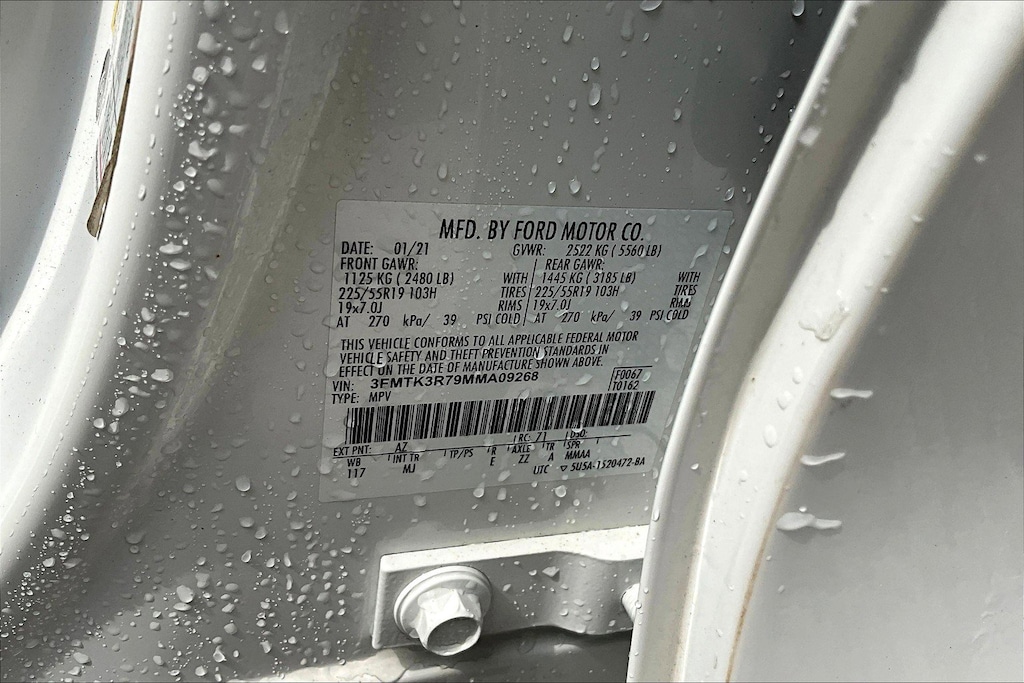 MFD. BY FORD MOTOR CO.
DATE: 01/21 GVWR: 2522 KG ( 5560 LB)
FRONT GAWR: REAR GAWR:
1125 KG ( 2480 LB) WITH 1445 KG ( 3185 LB) WITH
225/55R19 103H TIRES 225/55R19 103H TIRES
19x7.0J RIMS 19x7.0J RIMS
AT 270 kPa/ 39 PSI COLD AT 270 kPa/ 39 PSI COLD
THIS VEHICLE CONFORMS TO ALL APPLICABLE FEDERAL MOTOR
VEHICLE SAFETY AND THEFT PREVENTION STANDARDS IN
EFFECT ON THE DATE OF MANUFACTURE SHOWN ABOVE.
VIN: 3FMTK3R79MMA09268 F0067
TYPE: MPV T0162
EXT PNT: AZ RC: 71 DSO:
WB INT TR TP/PS R AXLE TR SPR
117 MJ E ZZ A MMAA
UTC ▽ 5U5A-1520472-BA